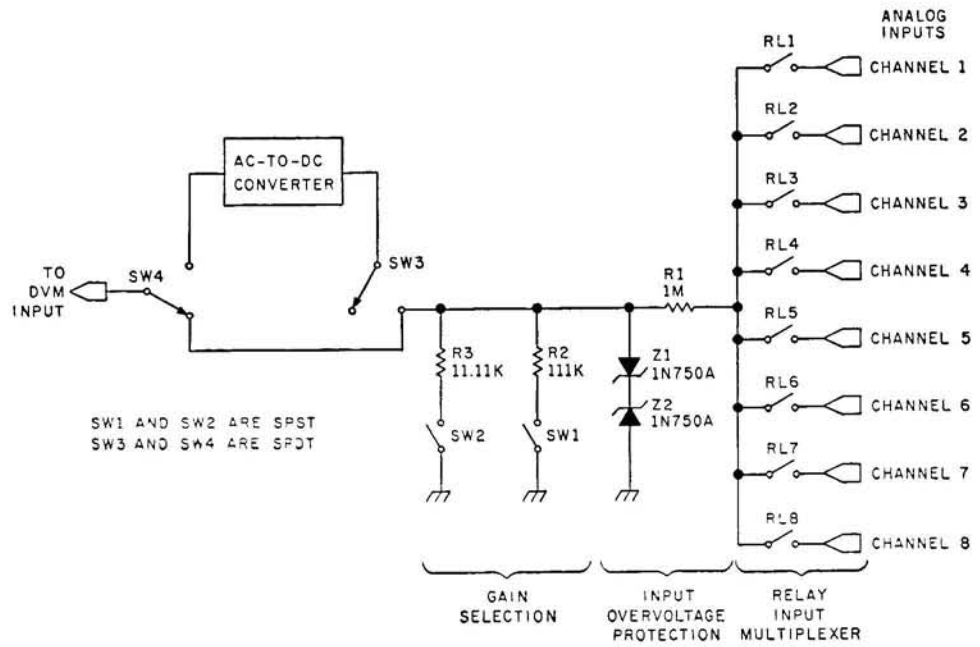 ANALOG
INPUTS
RL1
CHANNEL 1
RL2
CHANNEL 2
AC-TO-DC
CONVERTER
RL3
CHANNEL 3
RL4
CHANNEL 4
TO
DVM
INPUT
SW4
SW3
R1
1M
RL5
CHANNEL 5
R3
11.11K
R2
111K
Z1
1N750A
Z2
1N750A
RL6
CHANNEL 6
SW1 AND SW2 ARE SPST
SW3 AND SW4 ARE SPDT
SW2
SW1
RL7
CHANNEL 7
RL8
CHANNEL 8
GAIN
SELECTION
INPUT
OVERVOLTAGE
PROTECTION
RELAY
INPUT
MULTIPLEXER